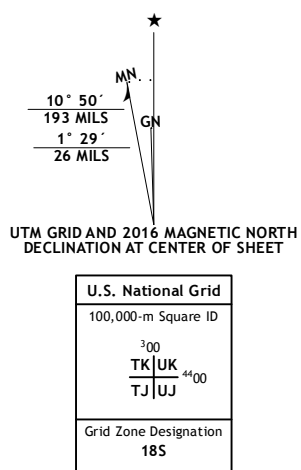 ★
MN
GN
10° 50´
193 MILS
1° 29´
26 MILS
UTM GRID AND 2016 MAGNETIC NORTH
DECLINATION AT CENTER OF SHEET
U.S. National Grid
100,000-m Square ID
³00
TK UK
⁴⁴00
TJ UJ
Grid Zone Designation
18S